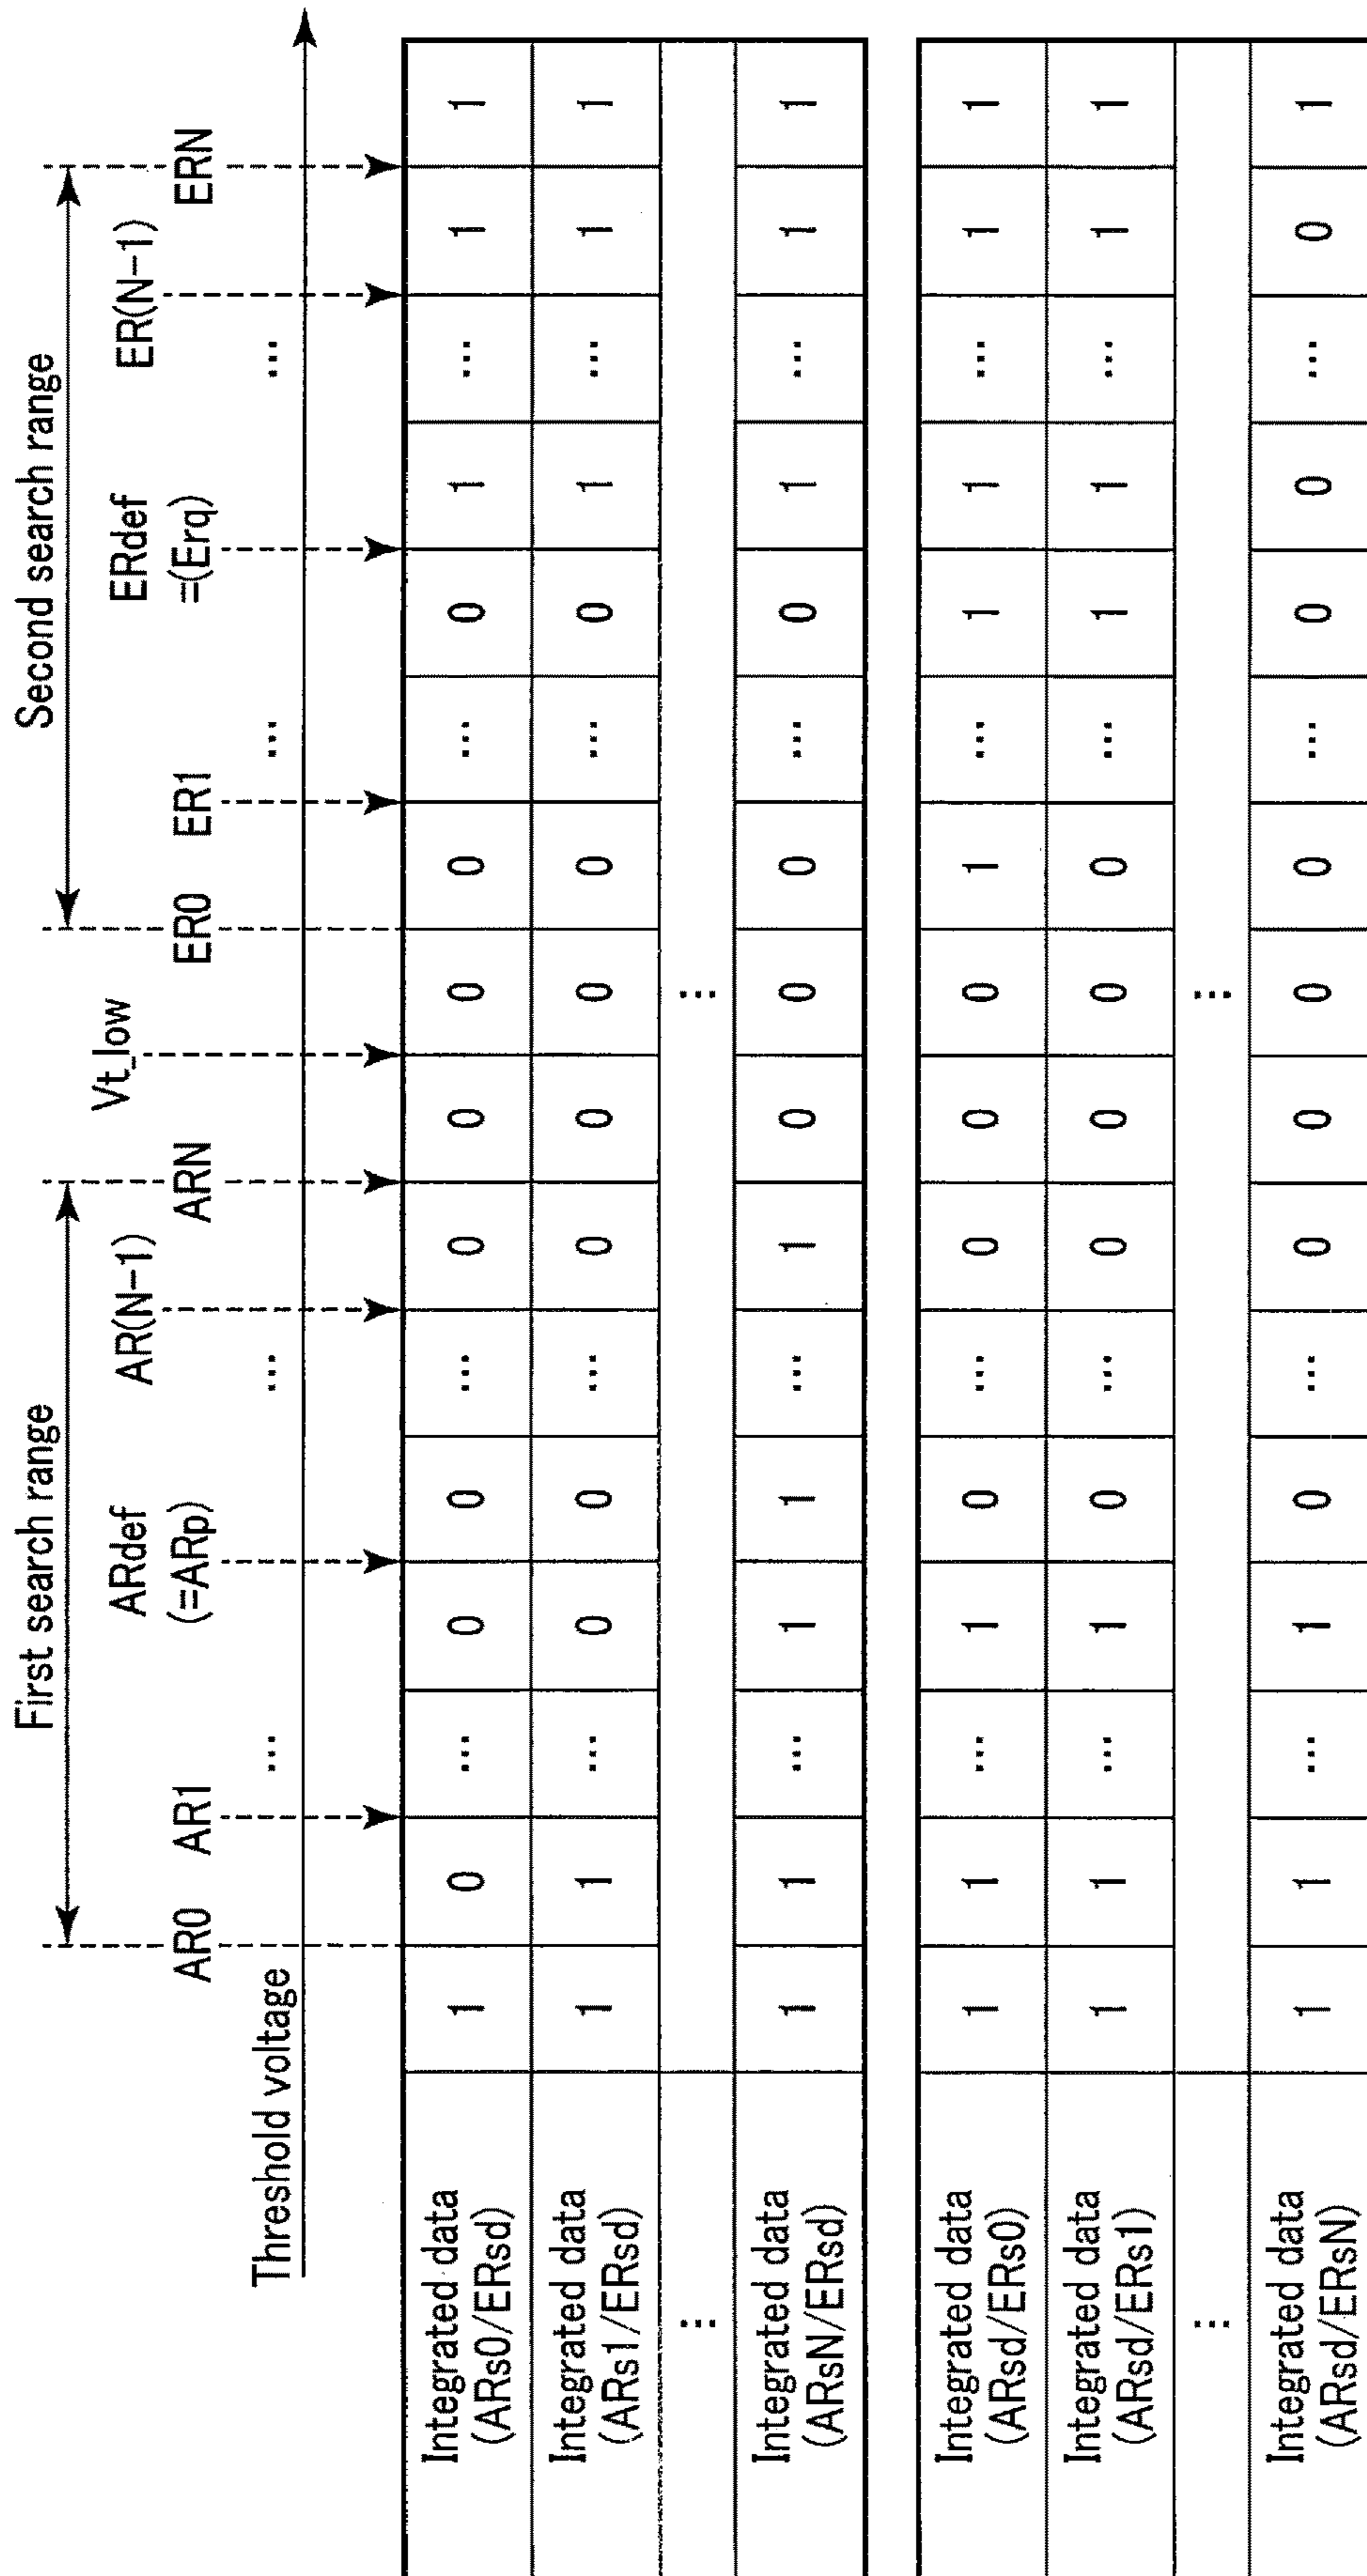 First search range
Second search range
ARdef
(=ARp)
AR(N-1)
Vt_low
ERdef
=(Erq)
ER(N-1)
AR0
AR1
ARN
ER0
ER1
ERN
Threshold voltage
...
...
...
...
Integrated data
(ARs0/ERsd)
1 0 ... 0 0 ... 0 0 0 0 ... 0 1 ... 1 1
Integrated data
(ARs1/ERsd)
1 1 ... 0 0 ... 0 0 0 0 ... 0 1 ... 1 1
... ...
Integrated data
(ARsN/ERsd)
1 1 ... 1 1 ... 1 0 0 0 ... 0 1 ... 1 1
Integrated data
(ARsd/ERs0)
1 1 ... 1 0 ... 0 0 0 1 ... 1 1 ... 1 1
Integrated data
(ARsd/ERs1)
1 1 ... 1 0 ... 0 0 0 0 ... 1 1 ... 1 1
... ...
Integrated data
(ARsd/ERsN)
1 1 ... 1 0 ... 0 0 0 0 ... 0 0 ... 0 1